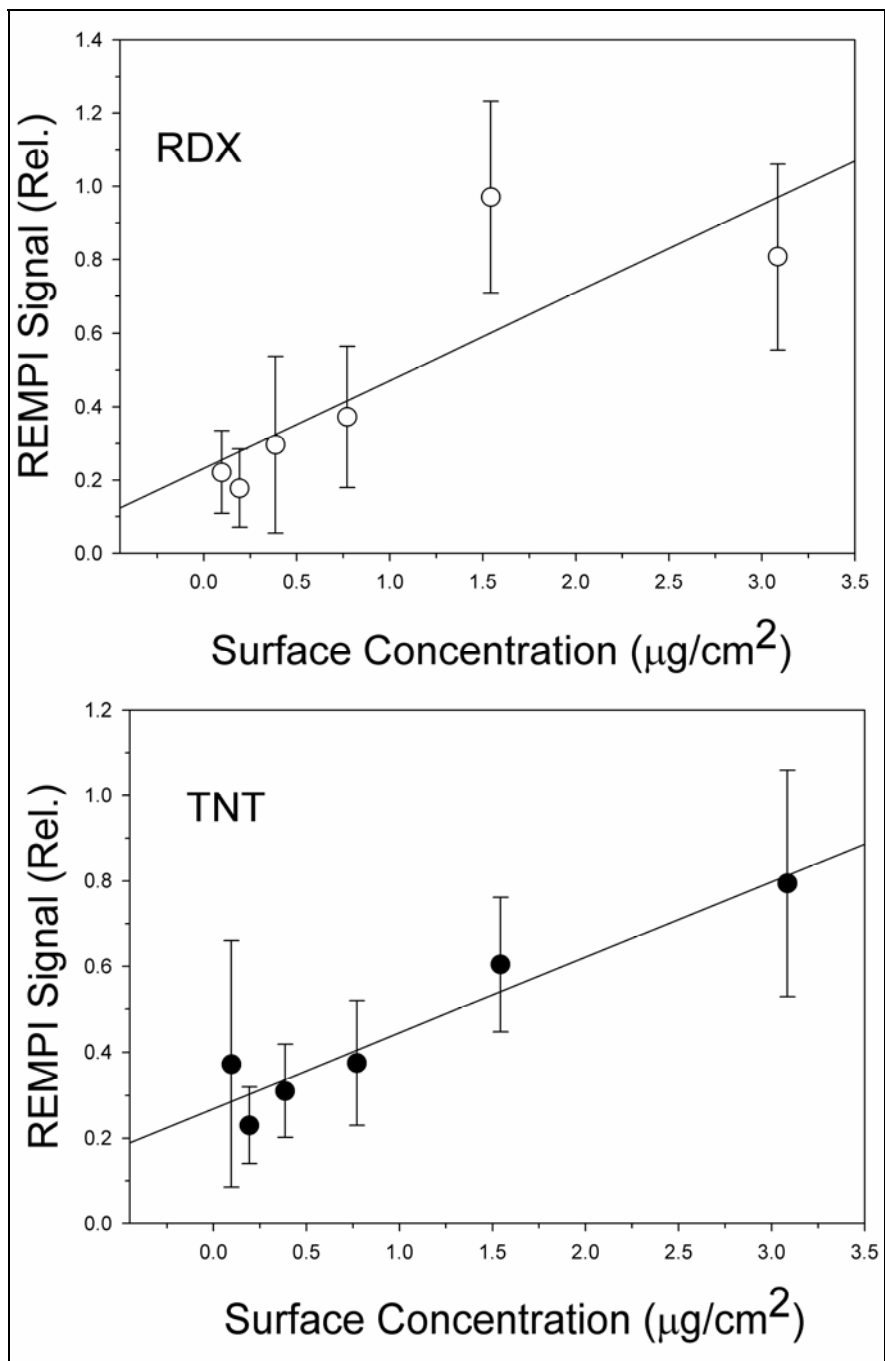 1.4
1.2
1.0
0.8
0.6
0.4
0.2
0.0
REMPI Signal (Rel.)
RDX
0.0 0.5 1.0 1.5 2.0 2.5 3.0 3.5
Surface Concentration (μg/cm²)
1.2
1.0
0.8
0.6
0.4
0.2
0.0
REMPI Signal (Rel.)
TNT
0.0 0.5 1.0 1.5 2.0 2.5 3.0 3.5
Surface Concentration (μg/cm²)